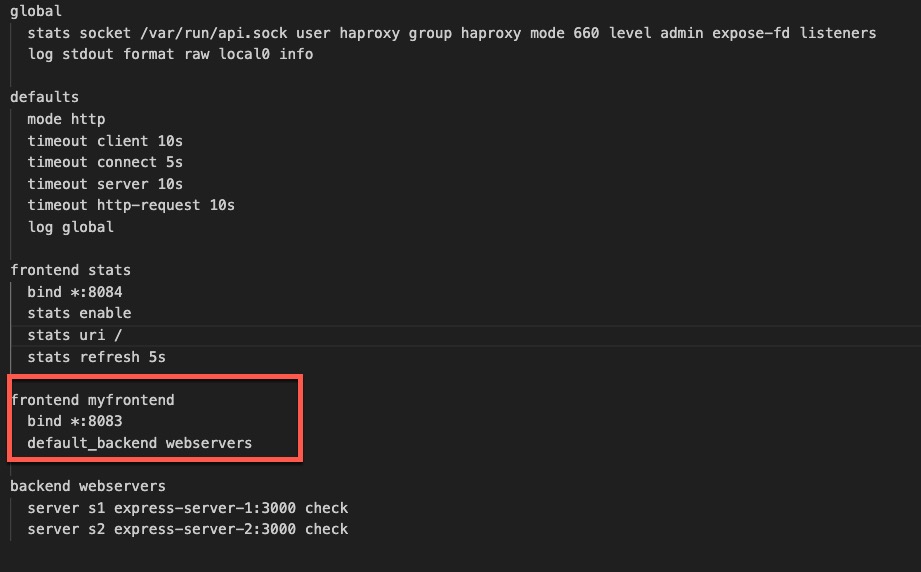 global
stats socket /var/run/api.sock user haproxy group haproxy mode 660 level admin expose-fd listeners
log stdout format raw local0 info
defaults
mode http
timeout client 10s
timeout connect 5s
timeout server 10s
timeout http-request 10s
log global
frontend stats
bind *:8084
stats enable
stats uri /
stats refresh 5s
frontend myfrontend
bind *:8083
default_backend webservers
backend webservers
server s1 express-server-1:3000 check
server s2 express-server-2:3000 check